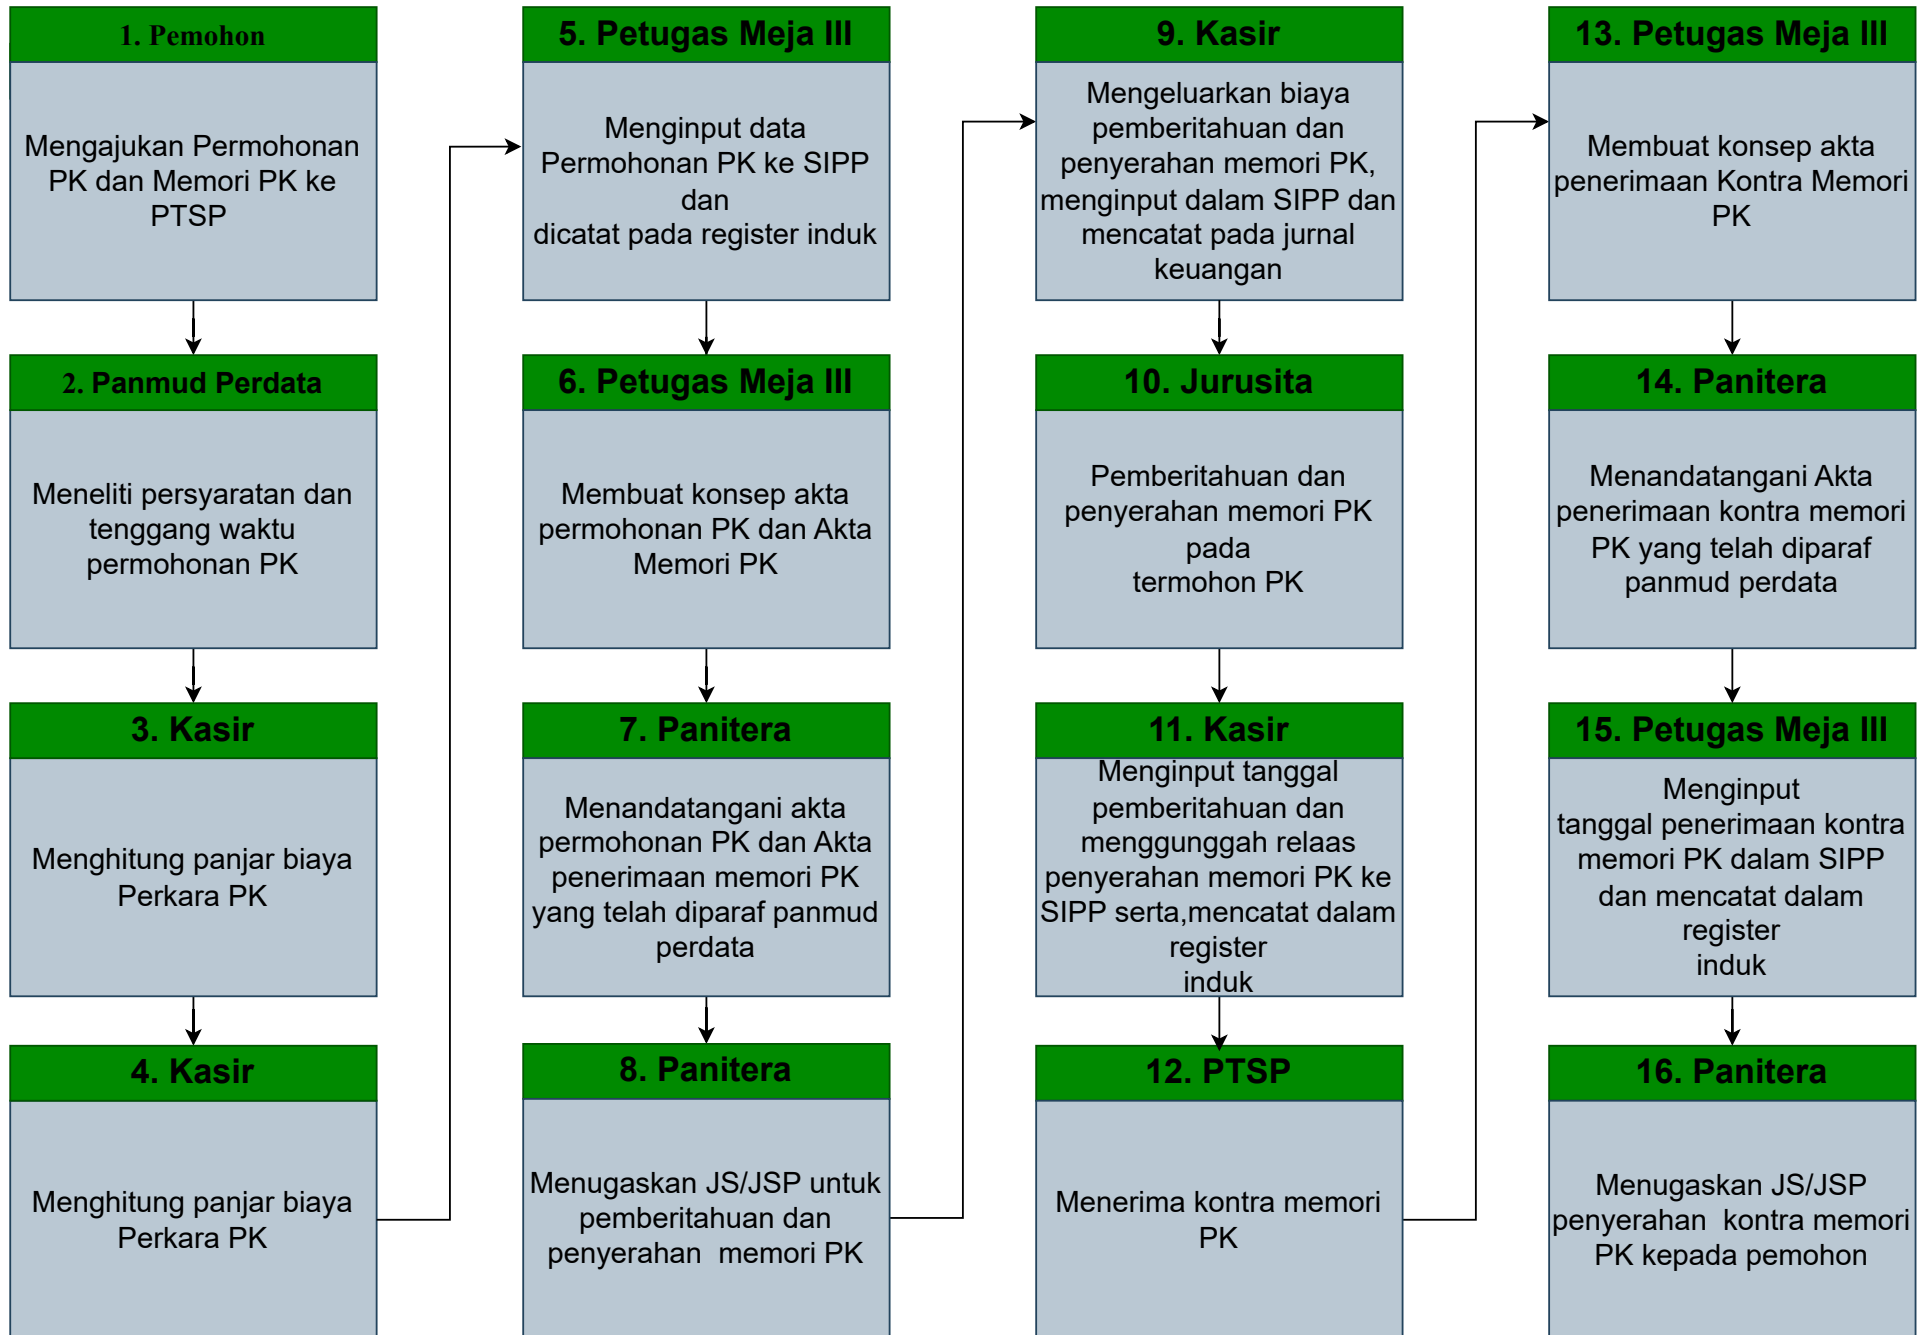 1. Pemohon
Mengajukan Permohonan
PK dan Memori PK ke
PTSP
2. Panmud Perdata
Meneliti persyaratan dan
tenggang waktu
permohonan PK
3. Kasir
Menghitung panjar biaya
Perkara PK
4. Kasir
Menghitung panjar biaya
Perkara PK
5. Petugas Meja III
Menginput data
Permohonan PK ke SIPP
dan
dicatat pada register induk
6. Petugas Meja III
Membuat konsep akta
permohonan PK dan Akta
Memori PK
7. Panitera
Menandatangani akta
permohonan PK dan Akta
penerimaan memori PK
yang telah diparaf panmud
perdata
8. Panitera
Menugaskan JS/JSP untuk
pemberitahuan dan
penyerahan memori PK
9. Kasir
Mengeluarkan biaya
pemberitahuan dan
penyerahan memori PK,
menginput dalam SIPP dan
mencatat pada jurnal
keuangan
10. Jurusita
Pemberitahuan dan
penyerahan memori PK
pada
termohon PK
11. Kasir
Menginput tanggal
pemberitahuan dan
menggunggah relaas
penyerahan memori PK ke
SIPP serta,mencatat dalam
register
induk
12. PTSP
Menerima kontra memori
PK
13. Petugas Meja III
Membuat konsep akta
penerimaan Kontra Memori
PK
14. Panitera
Menandatangani Akta
penerimaan kontra memori
PK yang telah diparaf
panmud perdata
15. Petugas Meja III
Menginput
tanggal penerimaan kontra
memori PK dalam SIPP
dan mencatat dalam
register
induk
16. Panitera
Menugaskan JS/JSP
penyerahan kontra memori
PK kepada pemohon